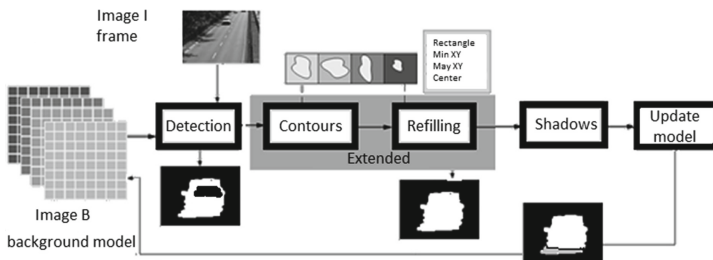 Image I
frame
Rectangle
Min XY
May XY
Center
Detection
Contours
Refilling
Shadows
Update
model
Extended
Image B
background model